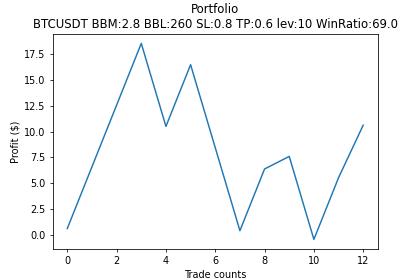 Portfolio
BTCUSDT BBM:2.8 BBL:260 SL:0.8 TP:0.6 lev:10 WinRatio:69.0
17.5
15.0
12.5
10.0
7.5
5.0
2.5
0.0
Profit ($)
0 2 4 6 8 10 12
Trade counts